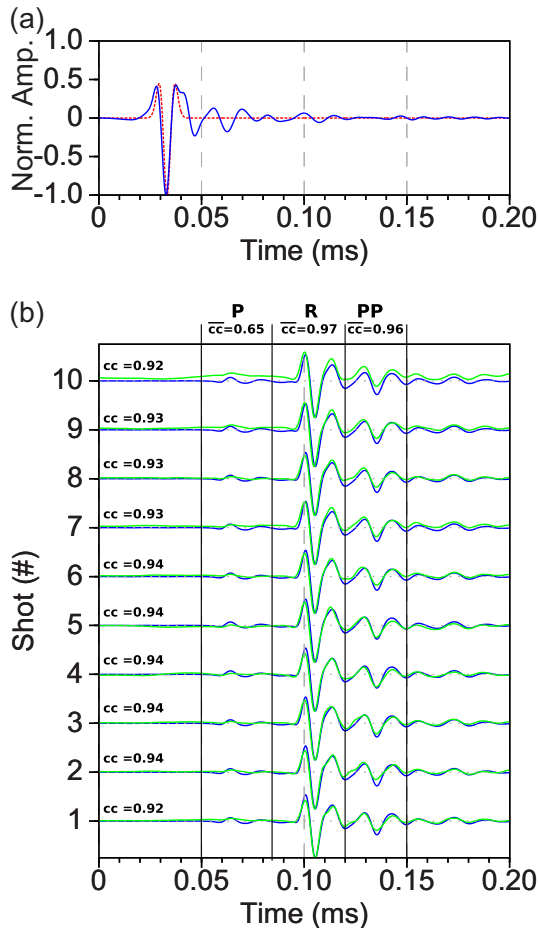 (a)
Norm. Amp.
1.0
0.5
0
-0.5
-1.0
0 0.05 0.10 0.15 0.20
Time (ms)
(b)
P R PP
cc=0.65 cc=0.97 cc=0.96
Shot (#)
10 cc =0.92
9 cc =0.93
8 cc =0.93
7 cc =0.93
6 cc =0.94
5 cc =0.94
4 cc =0.94
3 cc =0.94
2 cc =0.94
1 cc =0.92
0 0.05 0.10 0.15 0.20
Time (ms)